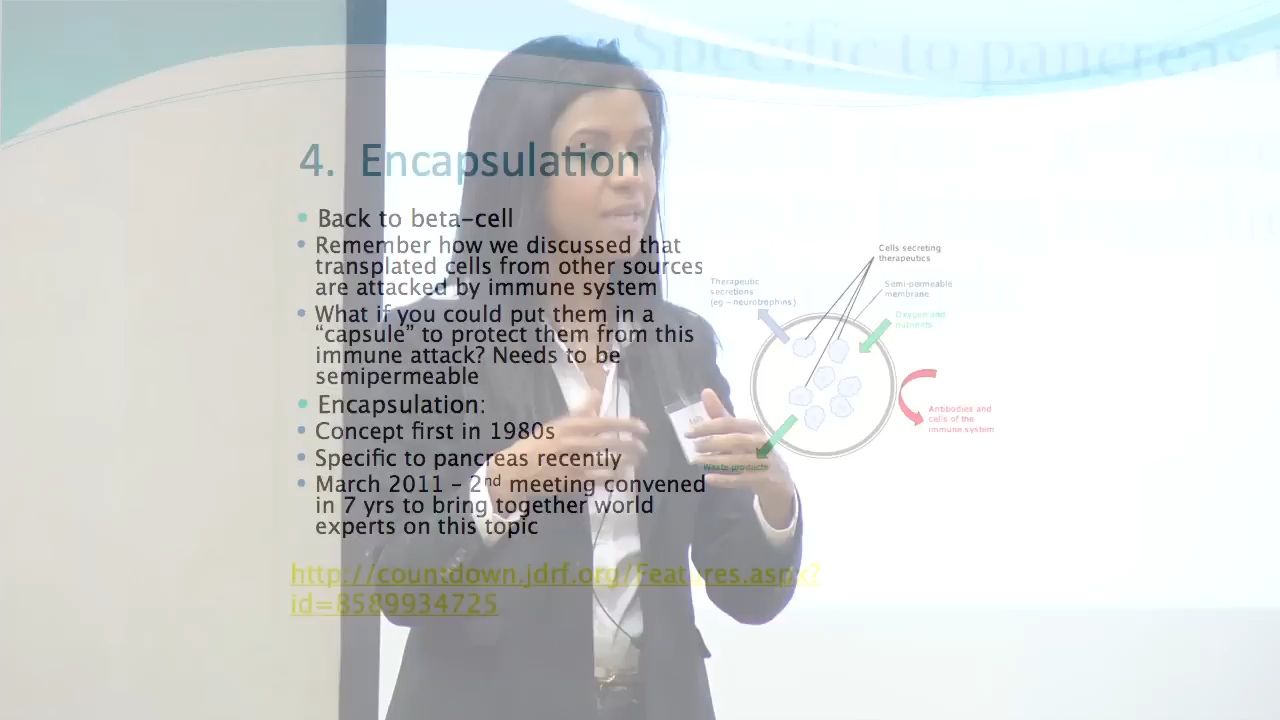 Specific to pancreas
4. Encapsulation
Back to beta-cell
Remember how we discussed that
transplated cells from other sources
are attacked by immune system
What if you could put them in a
“capsule” to protect them from this
immune attack? Needs to be
semipermeable
Encapsulation:
Concept first in 1980s
Specific to pancreas recently
March 2011 – 2nd meeting convened
in 7 yrs to bring together world
experts on this topic
http://countdown.jdrf.org/Features.aspx?
id=8589934725
Cells secreting
therapeutics
Therapeutic
secretions
(eg – neurotrophins)
Semi-permeable
membrane
Oxygen and
nutrients
Antibodies and
cells of the
immune system
Waste products